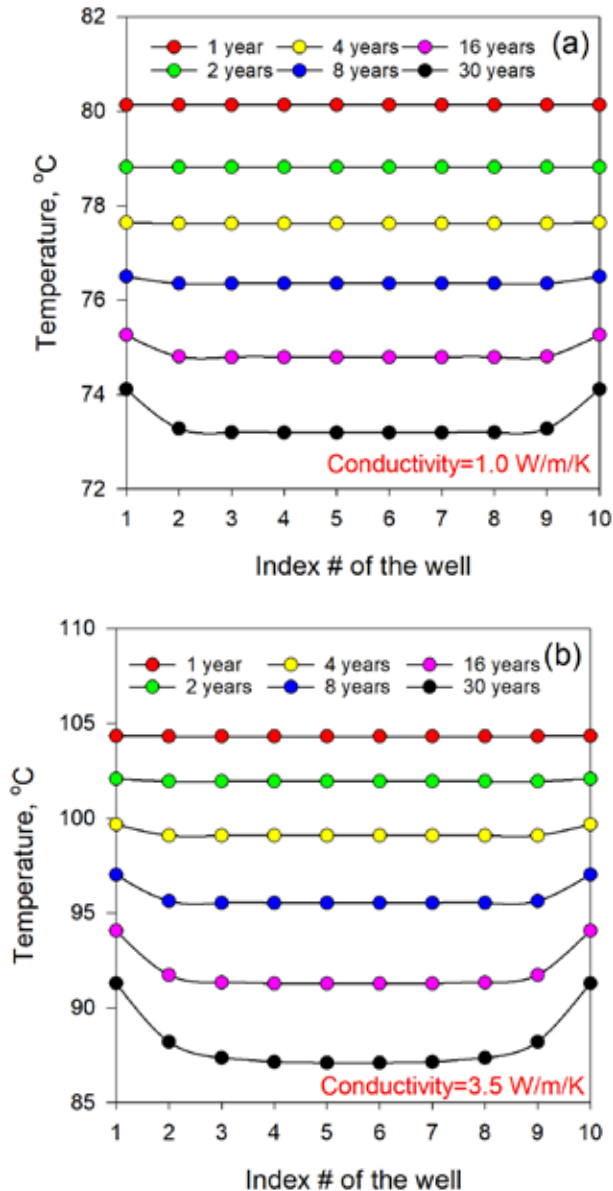 82
(a)
1 year 4 years 16 years
2 years 8 years 30 years
80
78
76
74
72
Temperature, °C
Conductivity=1.0 W/m/K
1 2 3 4 5 6 7 8 9 10
Index # of the well
110
(b)
1 year 4 years 16 years
2 years 8 years 30 years
105
100
95
90
85
Temperature, °C
Conductivity=3.5 W/m/K
1 2 3 4 5 6 7 8 9 10
Index # of the well